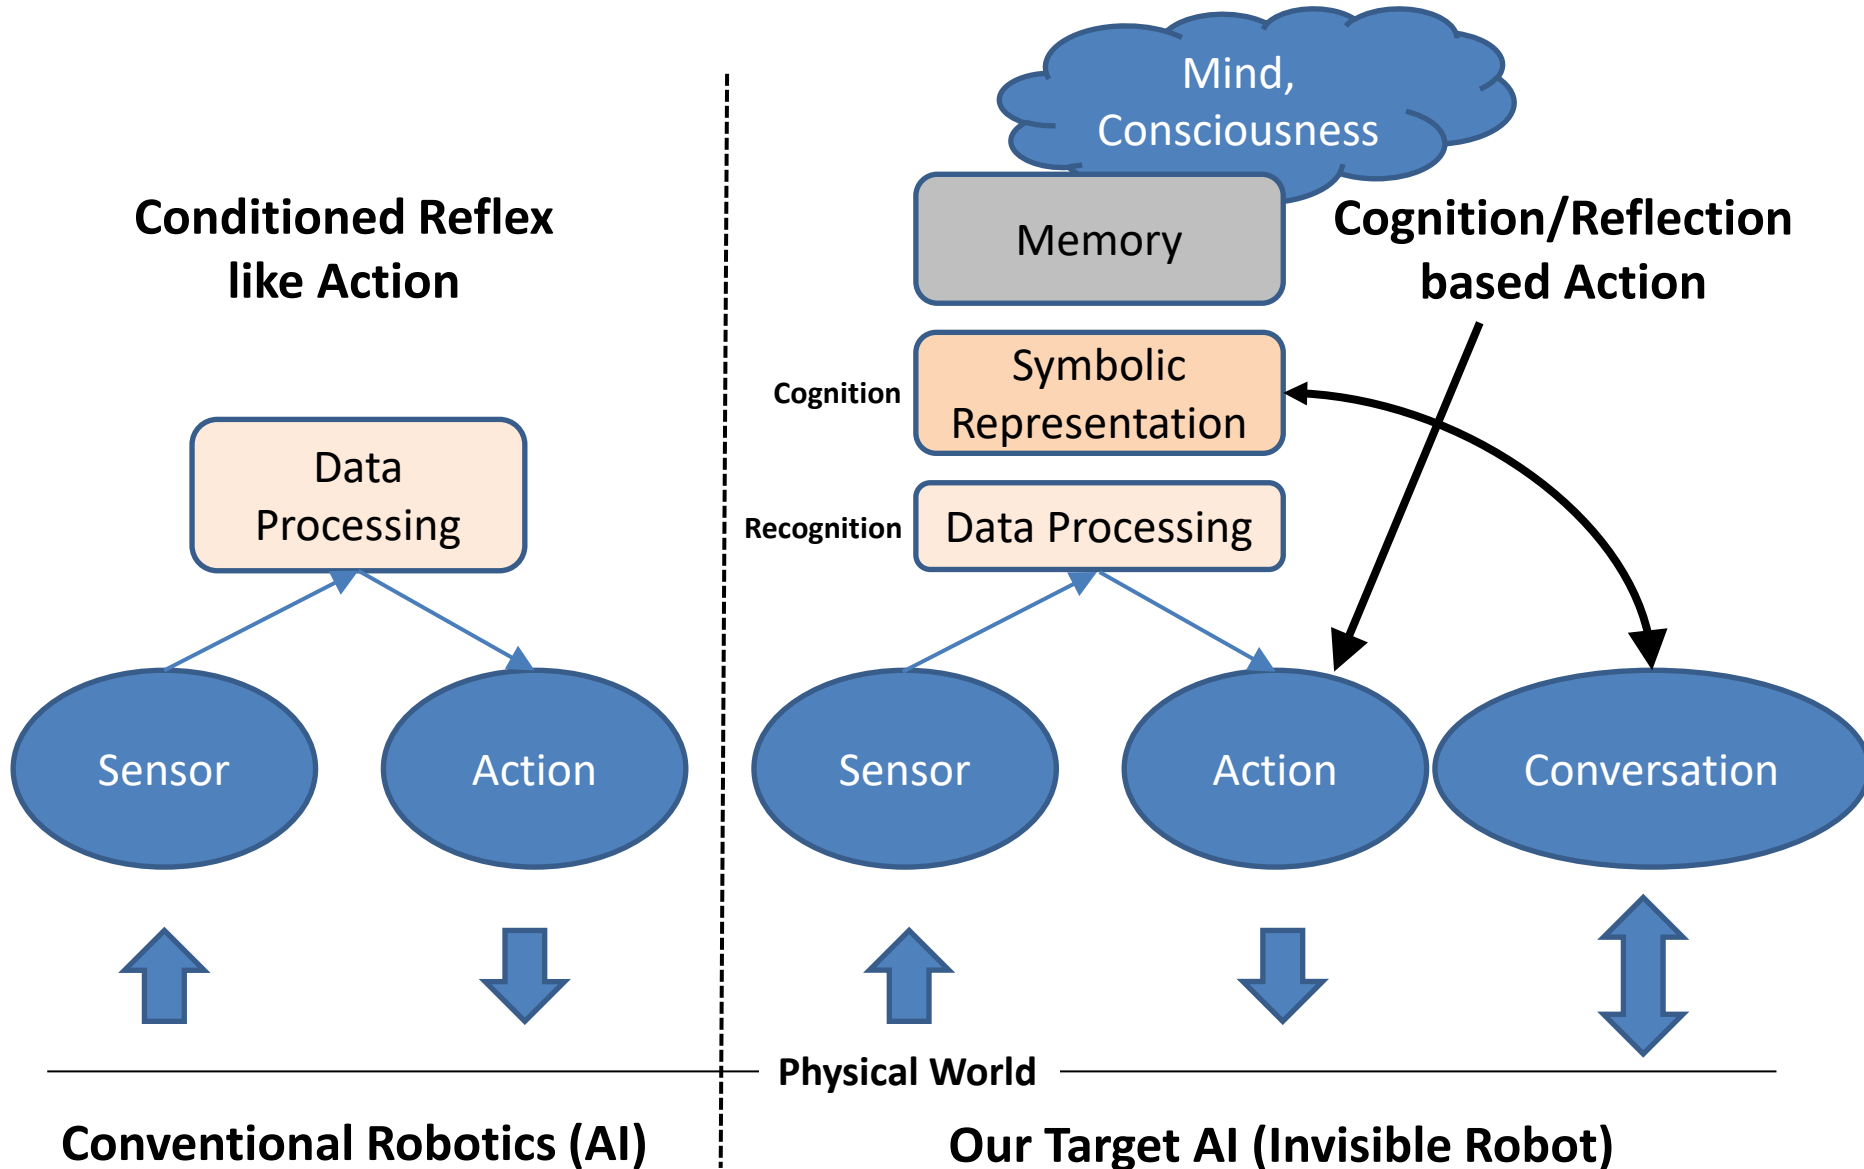 Conditioned Reflex
like Action
Data
Processing
Sensor
Action
Conventional Robotics (AI)
Mind,
Consciousness
Memory
Cognition/Reflection
based Action
Cognition
Symbolic
Representation
Recognition
Data Processing
Sensor
Action
Conversation
Physical World
Our Target AI (Invisible Robot)